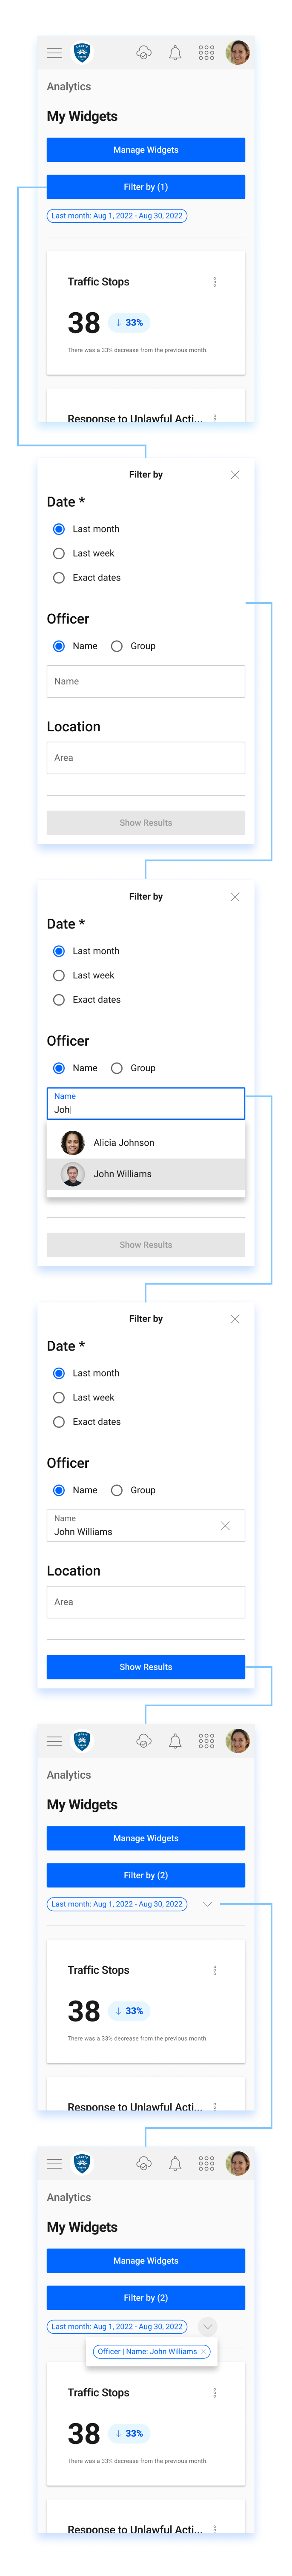 Analytics
My Widgets
Manage Widgets
Filter by (1)
Last month: Aug 1, 2022 - Aug 30, 2022
Traffic Stops
38
33%
There was a 33% decrease from the previous month.
Response to Unlawful Acti...
Filter by
Date *
Last month
Last week
Exact dates
Officer
Name Group
Name
Location
Area
Show Results
Filter by
Date *
Last month
Last week
Exact dates
Officer
Name Group
Name
Joh
Alicia Johnson
John Williams
Show Results
Filter by
Date *
Last month
Last week
Exact dates
Officer
Name Group
Name
John Williams
Location
Area
Show Results
Analytics
My Widgets
Manage Widgets
Filter by (2)
Last month: Aug 1, 2022 - Aug 30, 2022
Traffic Stops
38
33%
There was a 33% decrease from the previous month.
Response to Unlawful Acti...
Analytics
My Widgets
Manage Widgets
Filter by (2)
Last month: Aug 1, 2022 - Aug 30, 2022
Officer | Name: John Williams
Traffic Stops
38
33%
There was a 33% decrease from the previous month.
Response to Unlawful Acti...